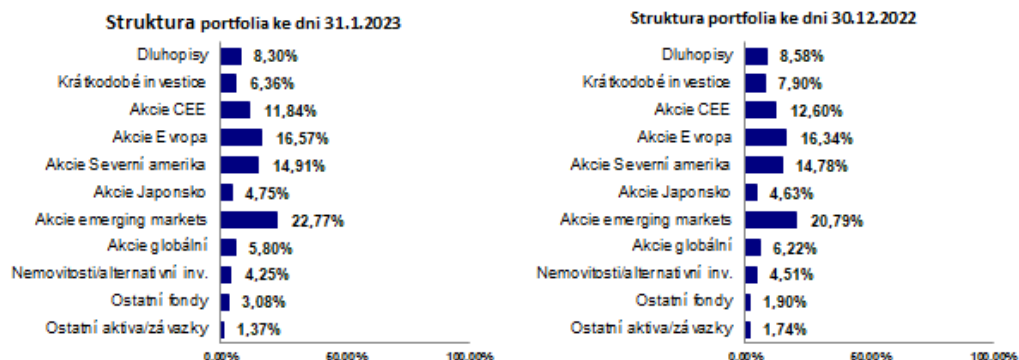 Struktura portfolia ke dni 31.1.2023
Dluhopisy 8,30%
Krátkodobé investice 6,36%
Akcie CEE 11,84%
Akcie Evropa 16,57%
Akcie Severní amerika 14,91%
Akcie Japonsko 4,75%
Akcie emerging markets 22,77%
Akcie globální 5,80%
Nemovitosti/alternativní inv. 4,25%
Ostatní fondy 3,08%
Ostatní aktiva/závazky 1,37%
0.00% 50.00% 100.00%
Struktura portfolia ke dni 30.12.2022
Dluhopisy 8,58%
Krátkodobé investice 7,90%
Akcie CEE 12,60%
Akcie Evropa 16,34%
Akcie Severní amerika 14,78%
Akcie Japonsko 4,63%
Akcie emerging markets 20,79%
Akcie globální 6,22%
Nemovitosti/alternativní inv. 4,51%
Ostatní fondy 1,90%
Ostatní aktiva/závazky 1,74%
0.00% 50.00% 100.00%